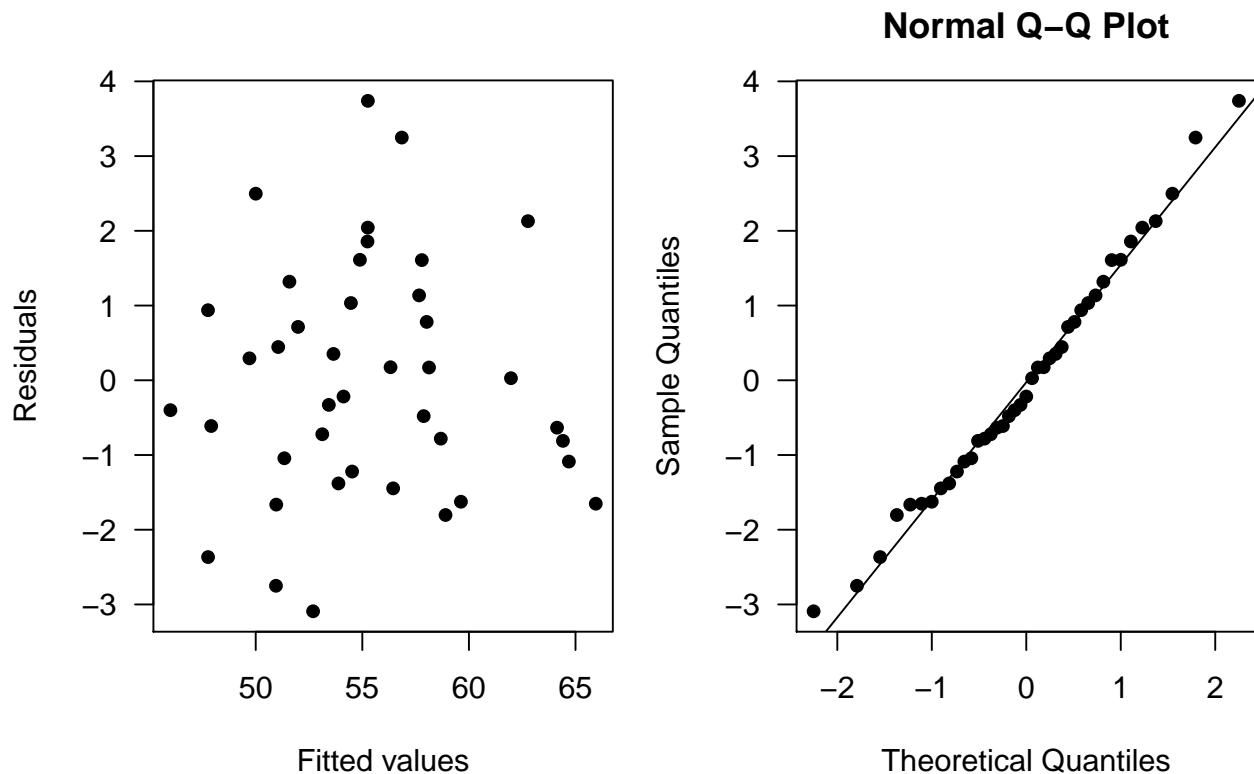 Normal Q−Q Plot
4
3
2
1
0
−1
−2
−3
Residuals
50 55 60 65
Fitted values
4
3
2
1
0
−1
−2
−3
Sample Quantiles
−2 −1 0 1 2
Theoretical Quantiles